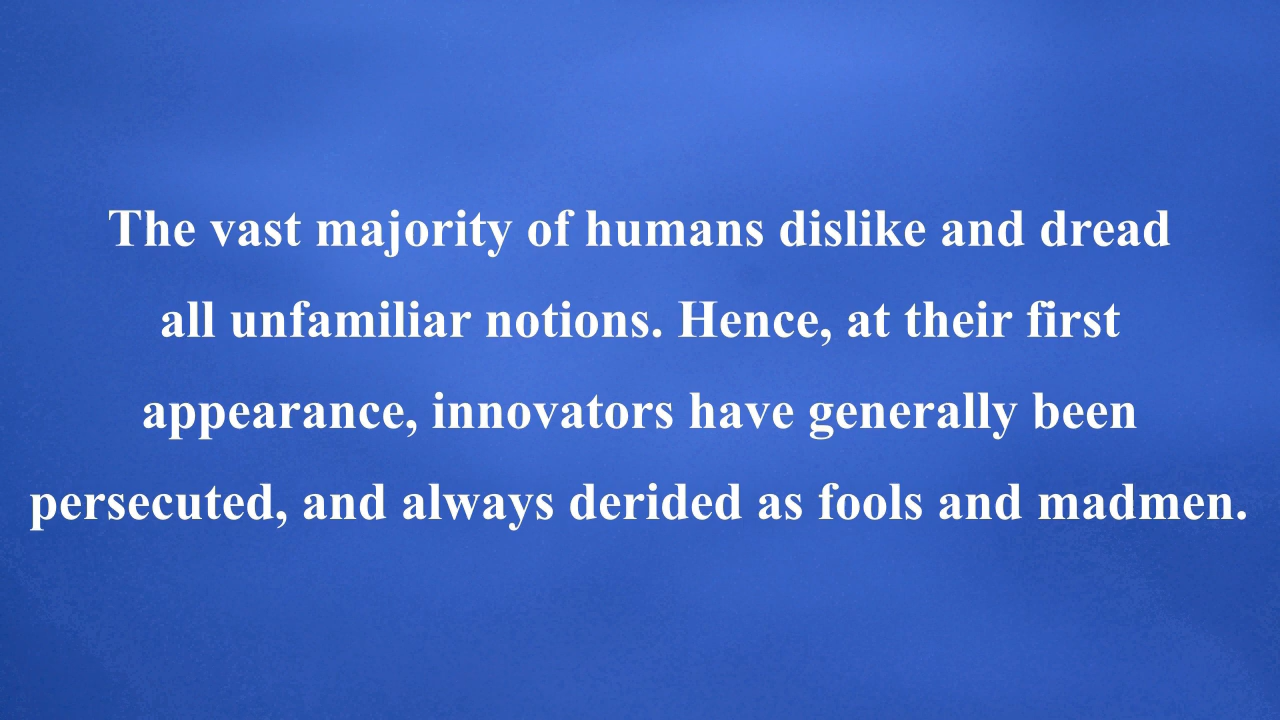 The vast majority of humans dislike and dread
all unfamiliar notions. Hence, at their first
appearance, innovators have generally been
persecuted, and always derided as fools and madmen.